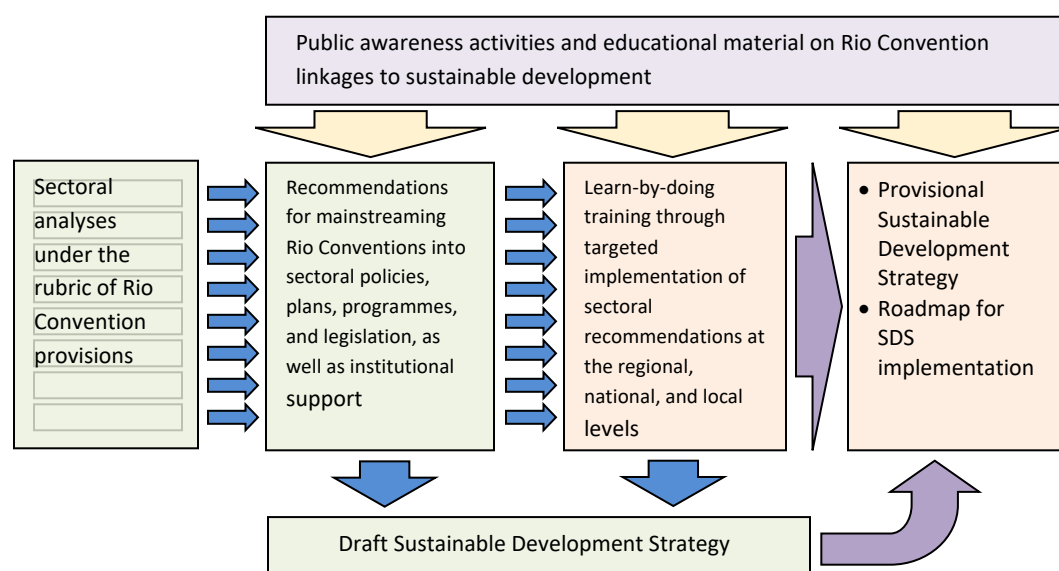 Public awareness activities and educational material on Rio Convention
linkages to sustainable development
Sectoral
analyses
under the
rubric of Rio
Convention
provisions
Recommendations
for mainstreaming
Rio Conventions into
sectoral policies,
plans, programmes,
and legislation, as
well as institutional
support
Learn-by-doing
training through
targeted
implementation of
sectoral
recommendations at
the regional,
national, and local
levels
• Provisional
Sustainable
Development
Strategy
• Roadmap for
SDS
implementation
Draft Sustainable Development Strategy